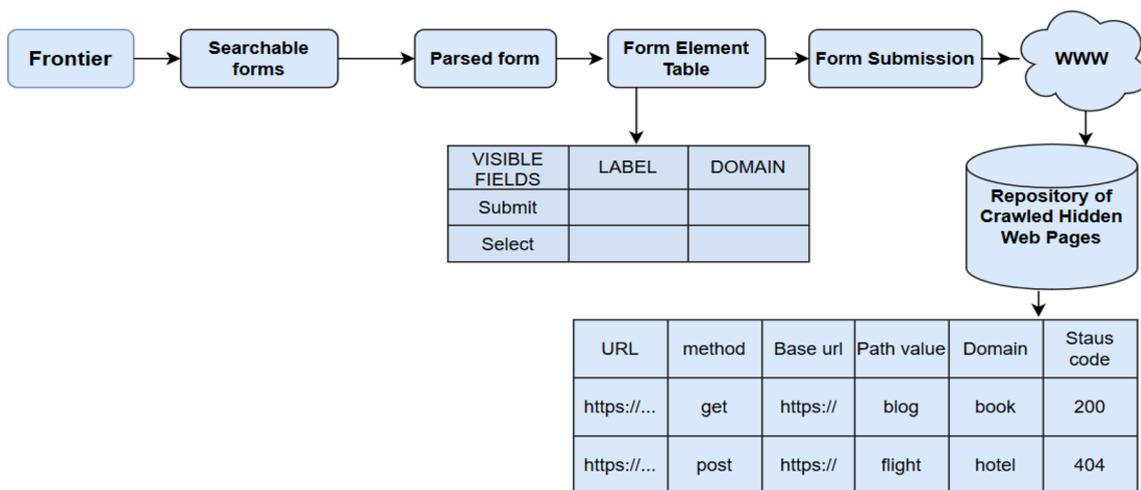 Frontier
Searchable
forms
Parsed form
Form Element
Table
Form Submission
WWW
VISIBLE
FIELDS
LABEL
DOMAIN
Submit
Select
Repository of
Crawled Hidden
Web Pages
URL
method
Base url
Path value
Domain
Staus
code
https://...
get
https://
blog
book
200
https://...
post
https://
flight
hotel
404